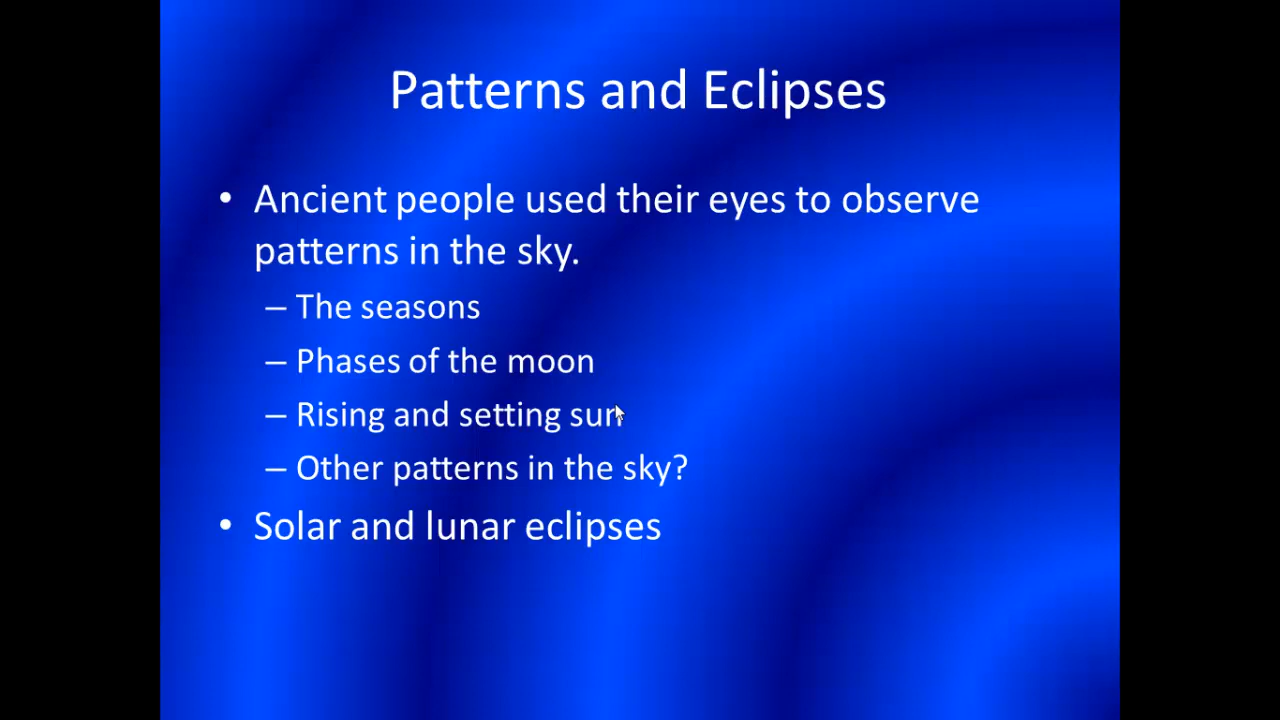 Patterns and Eclipses
• Ancient people used their eyes to observe
patterns in the sky.
– The seasons
– Phases of the moon
– Rising and setting sun
– Other patterns in the sky?
• Solar and lunar eclipses